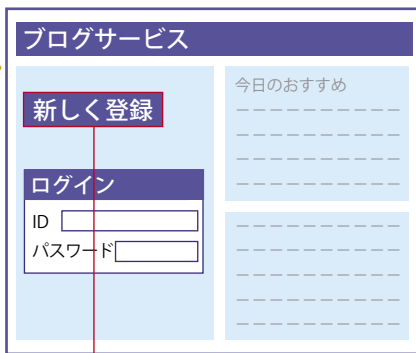 ブログサービス
新しく登録
ログイン
ID
パスワード
今日のおすすめ